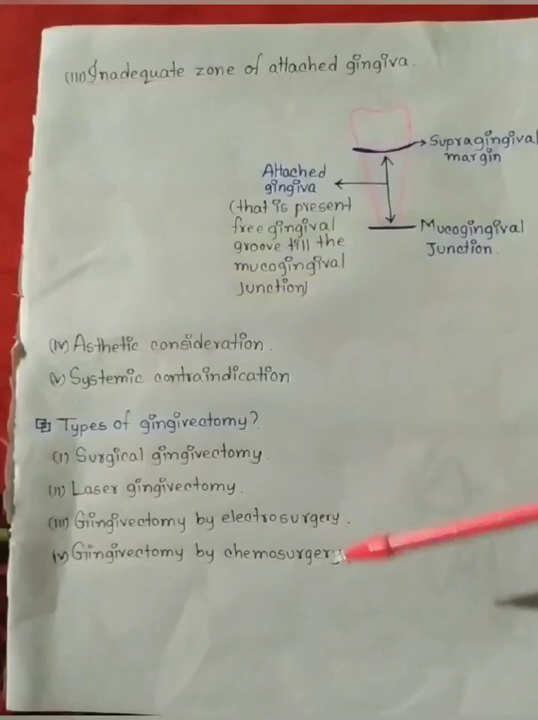 (III) Inadequate zone of attached gingiva.
Supragingival
margin
Attached
gingiva
(that is present
free gingival
groove till the
mucogingival
Junction)
Mucogingival
Junction.
(IV) Asthetic consideration.
(V) Systemic contraindication
Types of gingivectomy?
(I) Surgical gingivectomy
(II) Laser gingivectomy.
(III) Giingivectomy by electrosurgery.
(IV) Giingivectomy by chemosurgery.